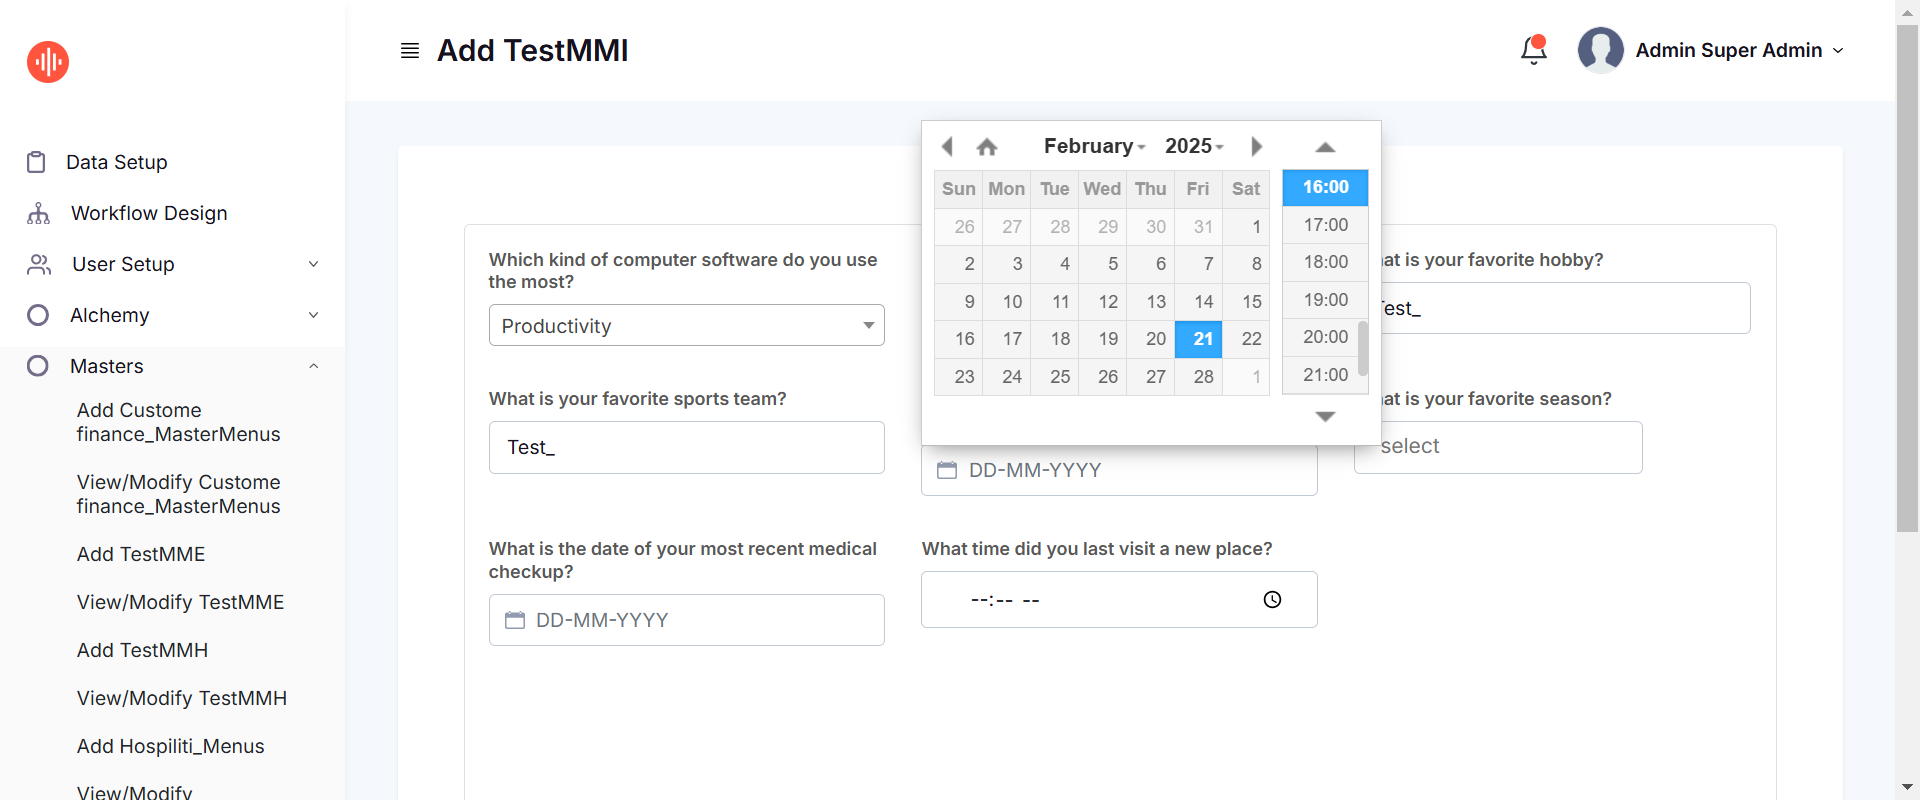 Add TestMMI
Admin Super Admin
Data Setup
Workflow Design
User Setup
Alchemy
Masters
Add Custome
finance_MasterMenus
View/Modify Custome
finance_MasterMenus
Add TestMME
View/Modify TestMME
Add TestMMH
View/Modify TestMMH
Add Hospiliti_Menus
View/Modify
Which kind of computer software do you use
the most?
Productivity
February 2025
Sun Mon Tue Wed Thu Fri Sat
26 27 28 29 30 31 1
2 3 4 5 6 7 8
9 10 11 12 13 14 15
16 17 18 19 20 21 22
23 24 25 26 27 28 1
16:00
17:00
18:00
19:00
20:00
21:00
at is your favorite hobby?
Test_
What is your favorite sports team?
Test_
DD-MM-YYYY
at is your favorite season?
select
What is the date of your most recent medical
checkup?
DD-MM-YYYY
What time did you last visit a new place?
--:-- --